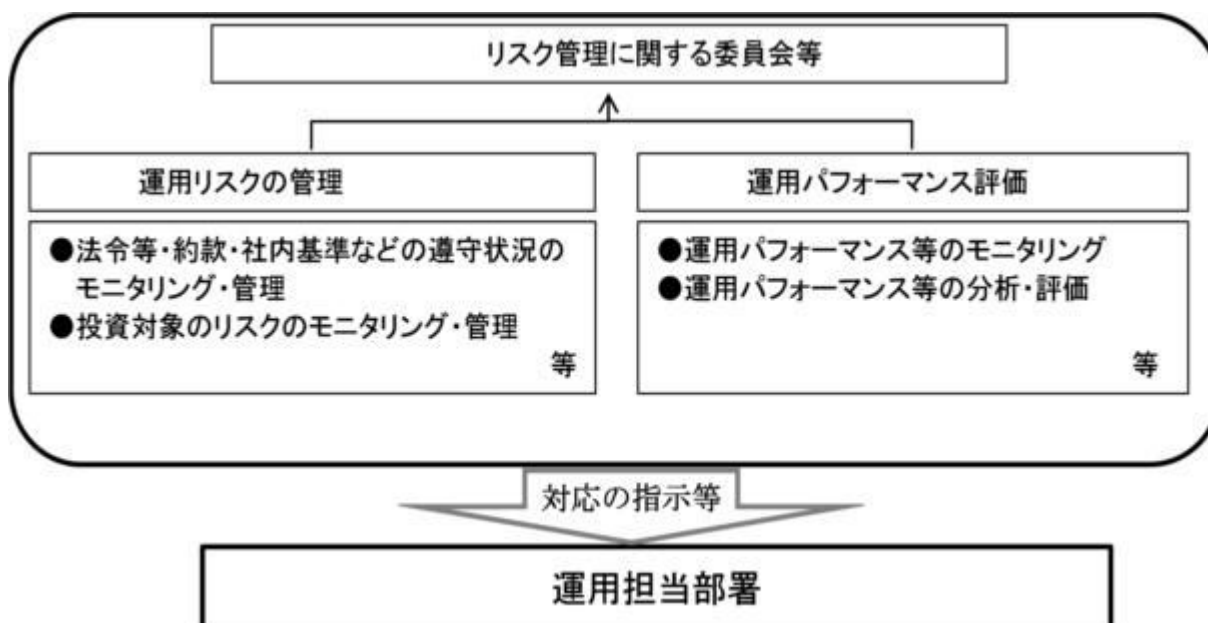 リスク管理に関する委員会等
運用リスクの管理
●法令等・約款・社内基準などの遵守状況の
モニタリング・管理
●投資対象のリスクのモニタリング・管理
等
運用パフォーマンス評価
●運用パフォーマンス等のモニタリング
●運用パフォーマンス等の分析・評価
等
対応の指示等
運用担当部署